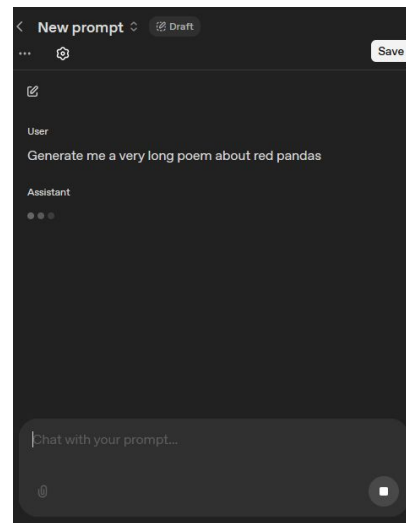 New prompt
Draft
Save
User
Generate me a very long poem about red pandas
Assistant
Chat with your prompt...